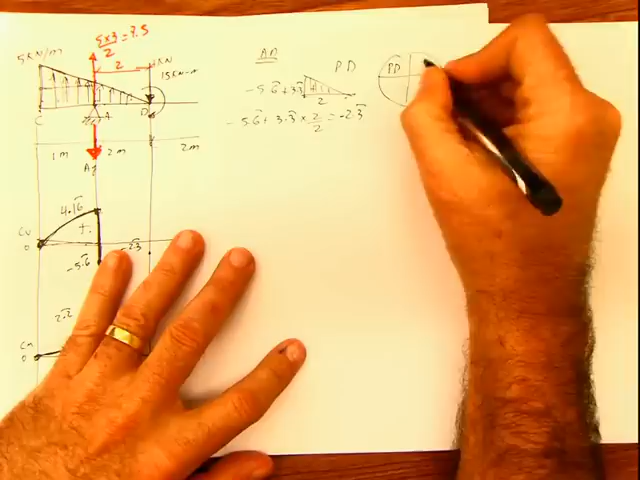 5×3 = 7.5
2
2
5KN/m
1KN
15KN-m
C
A
D
1m
2m
2m
Ay
4.16̄
+
Cv
0
-2.3̄
-5.6̄
2.2̄
Cm
0
AD
PD
-5.6̄ + 3.3̄
2
-5.6̄ + 3.3̄ × 2/2 = -2.3̄
PD